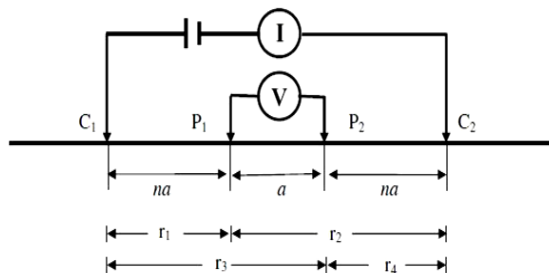 I
V
C₁ P₁ P₂ C₂
na a na
r₁ r₂
r₃ r₄